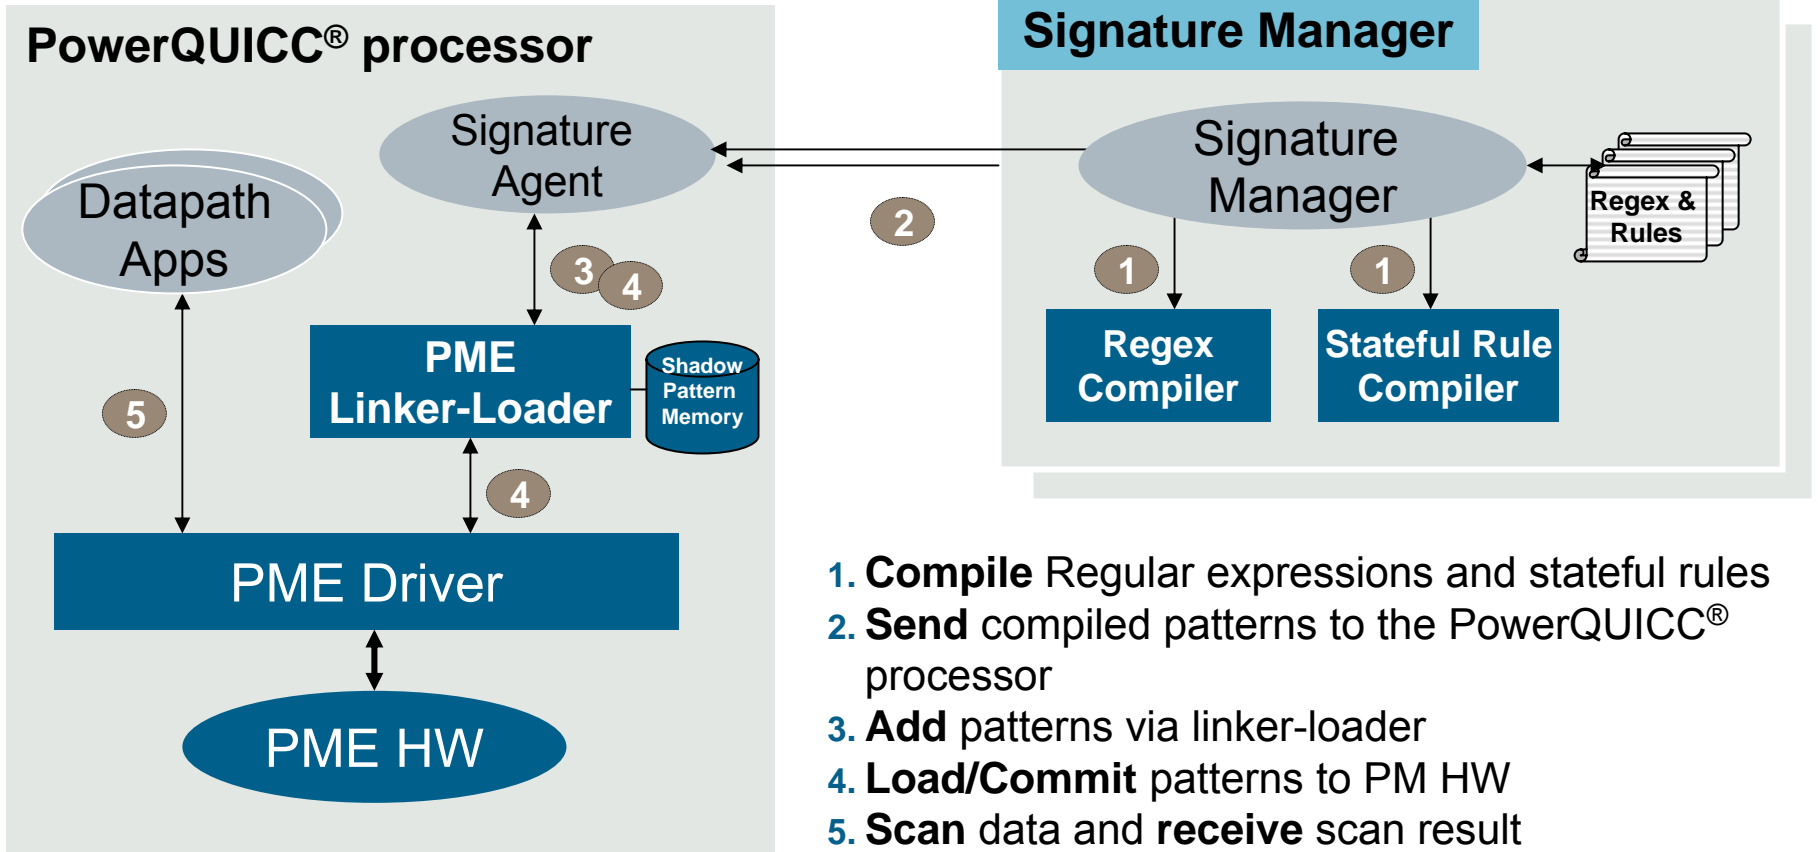 PowerQUICC® processor
Signature
Agent
Datapath
Apps
3
4
PME
Linker-Loader
Shadow
Pattern
Memory
5
4
PME Driver
PME HW
2
Signature Manager
Signature
Manager
Regex &
Rules
1
1
Regex
Compiler
Stateful Rule
Compiler
1. Compile Regular expressions and stateful rules
2. Send compiled patterns to the PowerQUICC®
processor
3. Add patterns via linker-loader
4. Load/Commit patterns to PM HW
5. Scan data and receive scan result